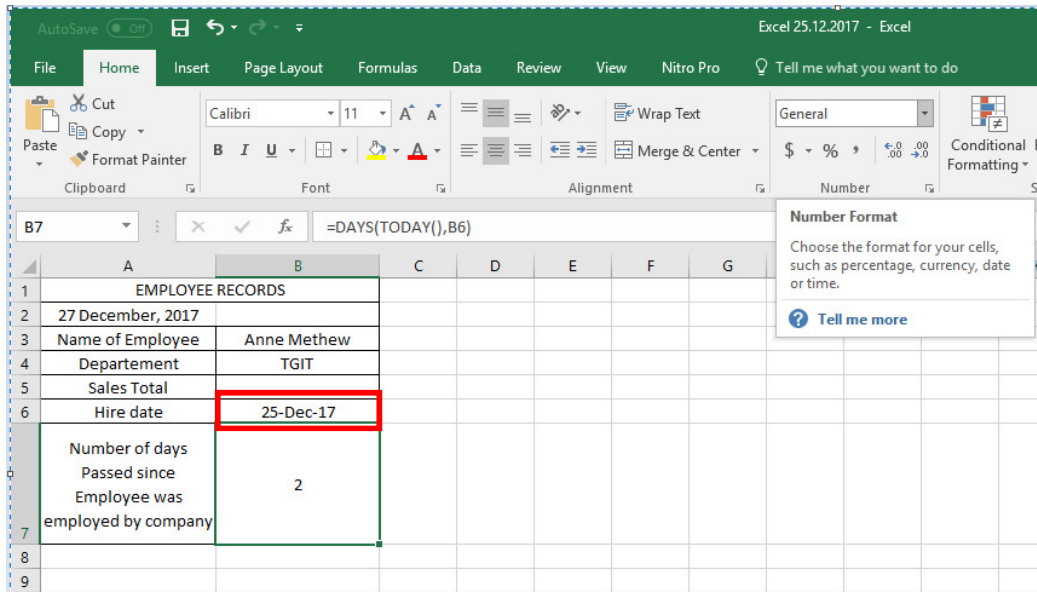 AutoSave Off Excel 25.12.2017 - Excel
File Home Insert Page Layout Formulas Data Review View Nitro Pro Tell me what you want to do
Paste
Cut
Copy
Format Painter
Clipboard
Calibri 11 A A
B I U A
Font
Wrap Text
Merge & Center
Alignment
General
$ % , .0 .00 .00 .0
Number
Conditional
Formatting
B7 fx =DAYS(TODAY(),B6)
Number Format
Choose the format for your cells,
such as percentage, currency, date
or time.
? Tell me more
A B C D E F G
1 EMPLOYEE RECORDS
2 27 December, 2017
3 Name of Employee Anne Methew
4 Departement TGIT
5 Sales Total
6 Hire date 25-Dec-17
Number of days
Passed since
Employee was
employed by company
7 2
8
9